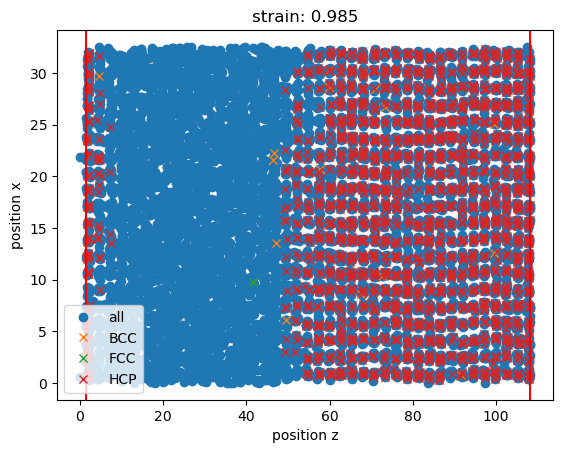 strain: 0.985
position x
30
25
20
15
10
5
0
all
BCC
FCC
HCP
0 20 40 60 80 100
position z